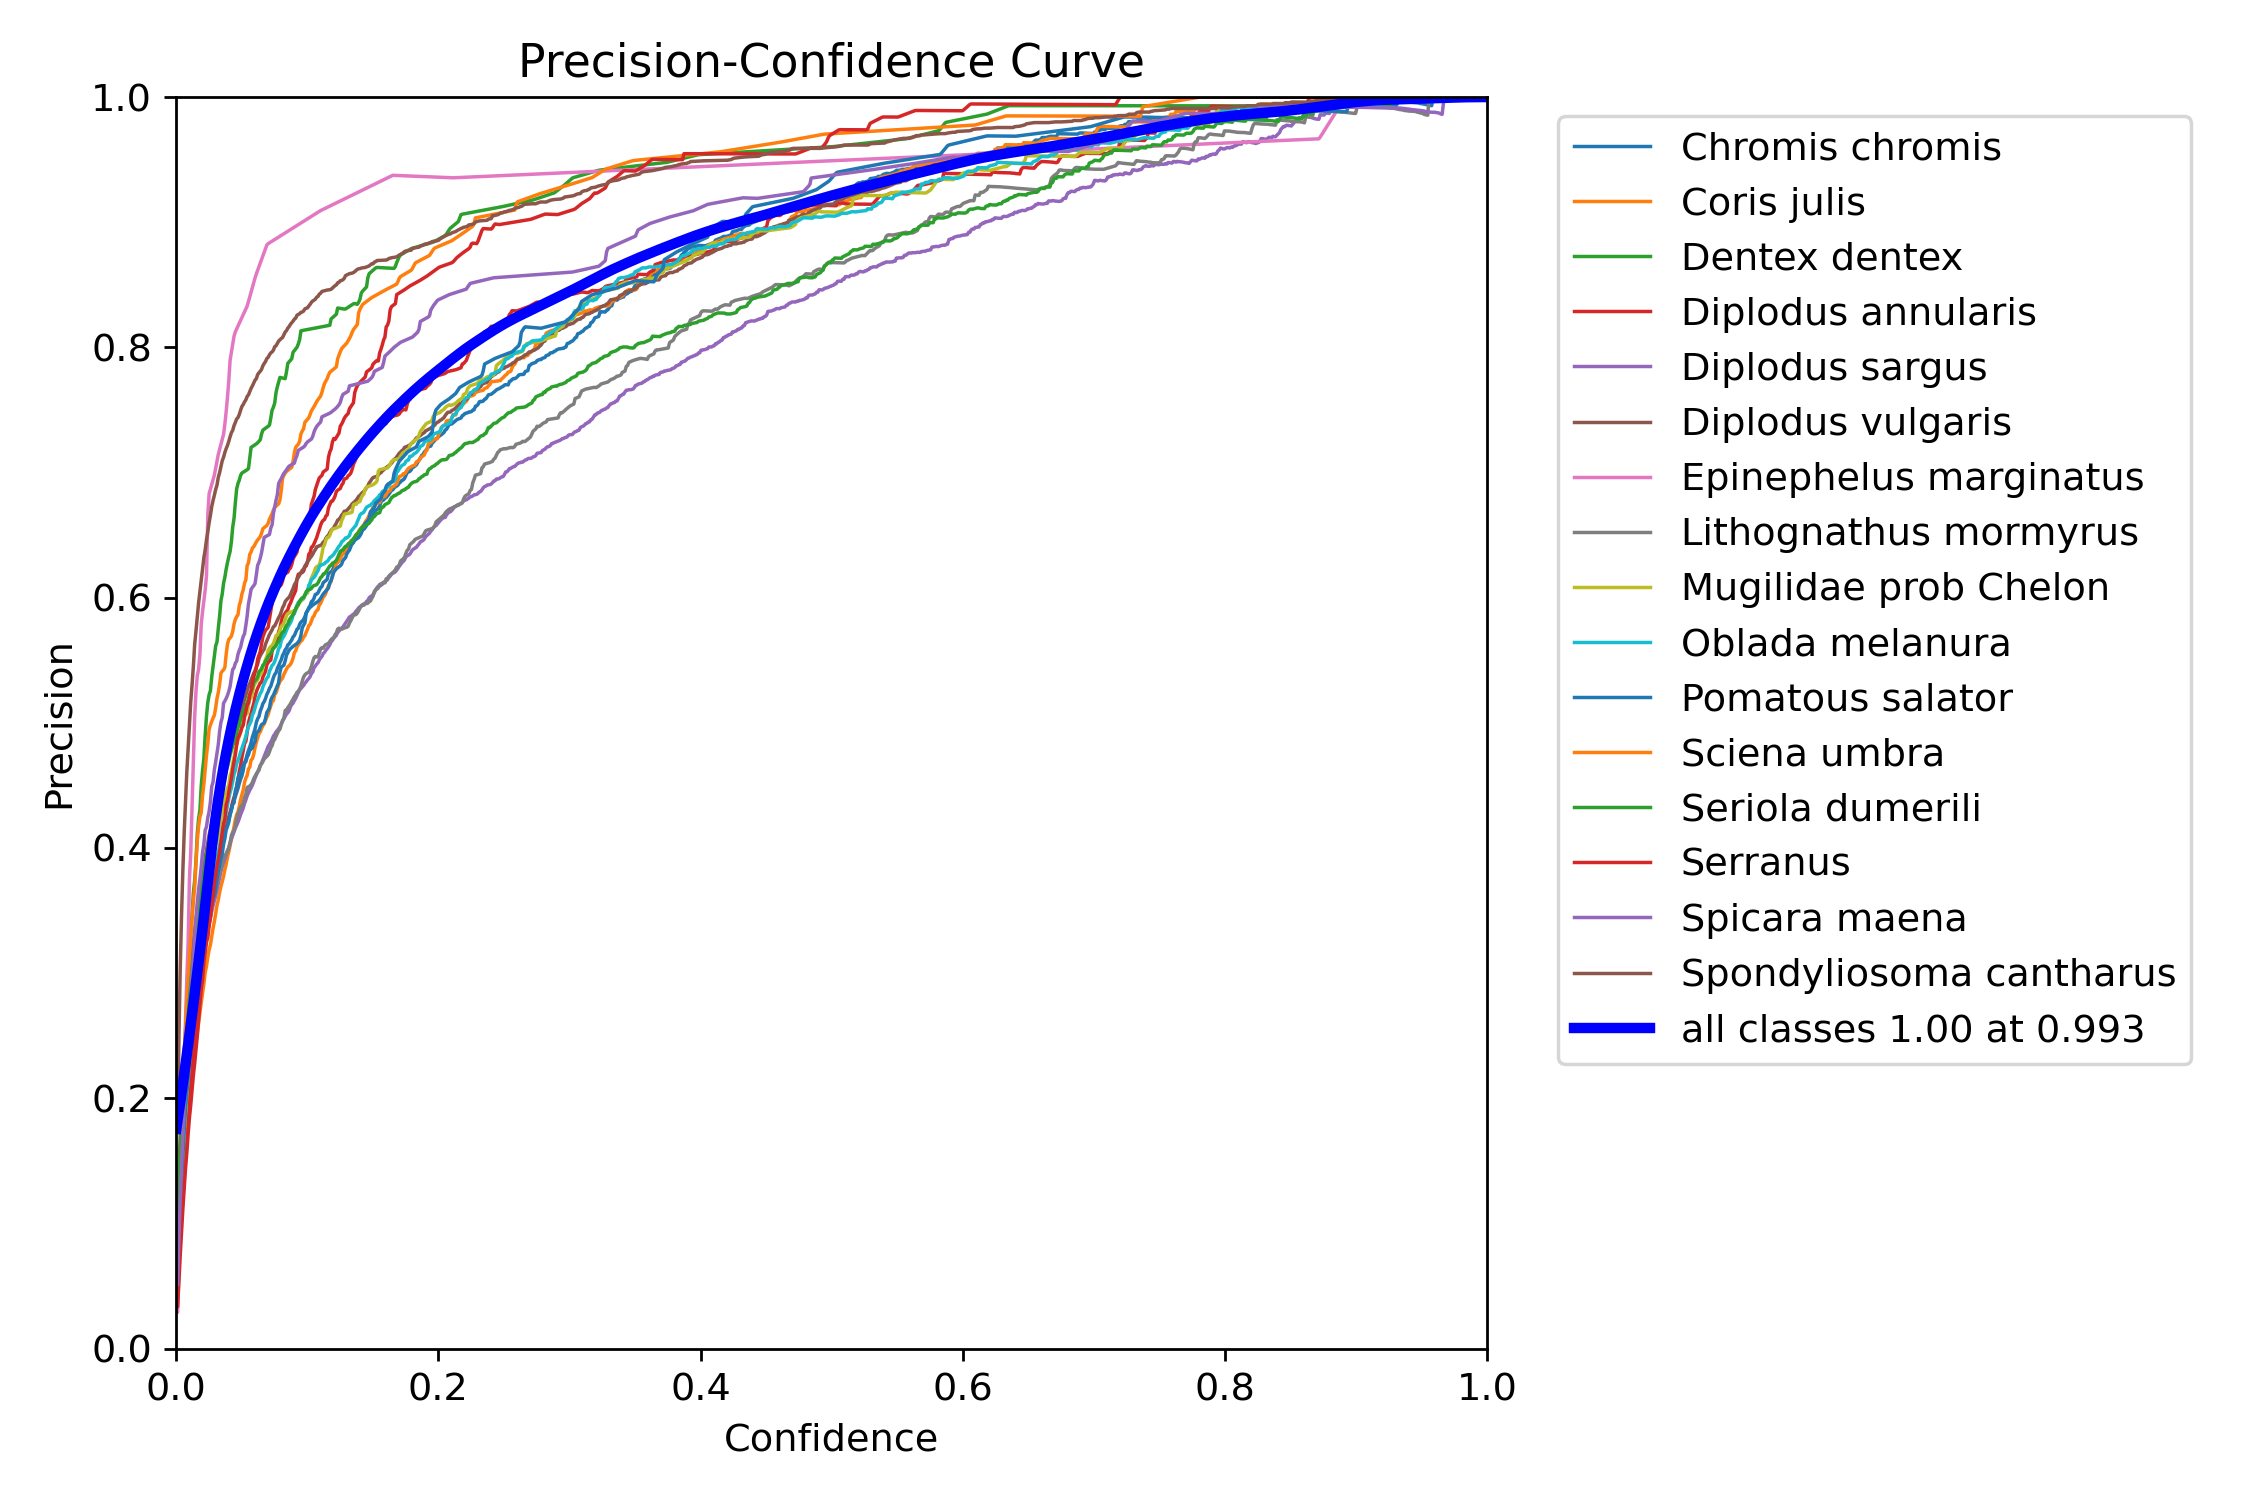 Precision-Confidence Curve
1.0
0.8
0.6
0.4
0.2
0.0
Precision
0.0 0.2 0.4 0.6 0.8 1.0
Confidence
Chromis chromis
Coris julis
Dentex dentex
Diplodus annularis
Diplodus sargus
Diplodus vulgaris
Epinephelus marginatus
Lithognathus mormyrus
Mugilidae prob Chelon
Oblada melanura
Pomatous salator
Sciena umbra
Seriola dumerili
Serranus
Spicara maena
Spondyliosoma cantharus
all classes 1.00 at 0.993